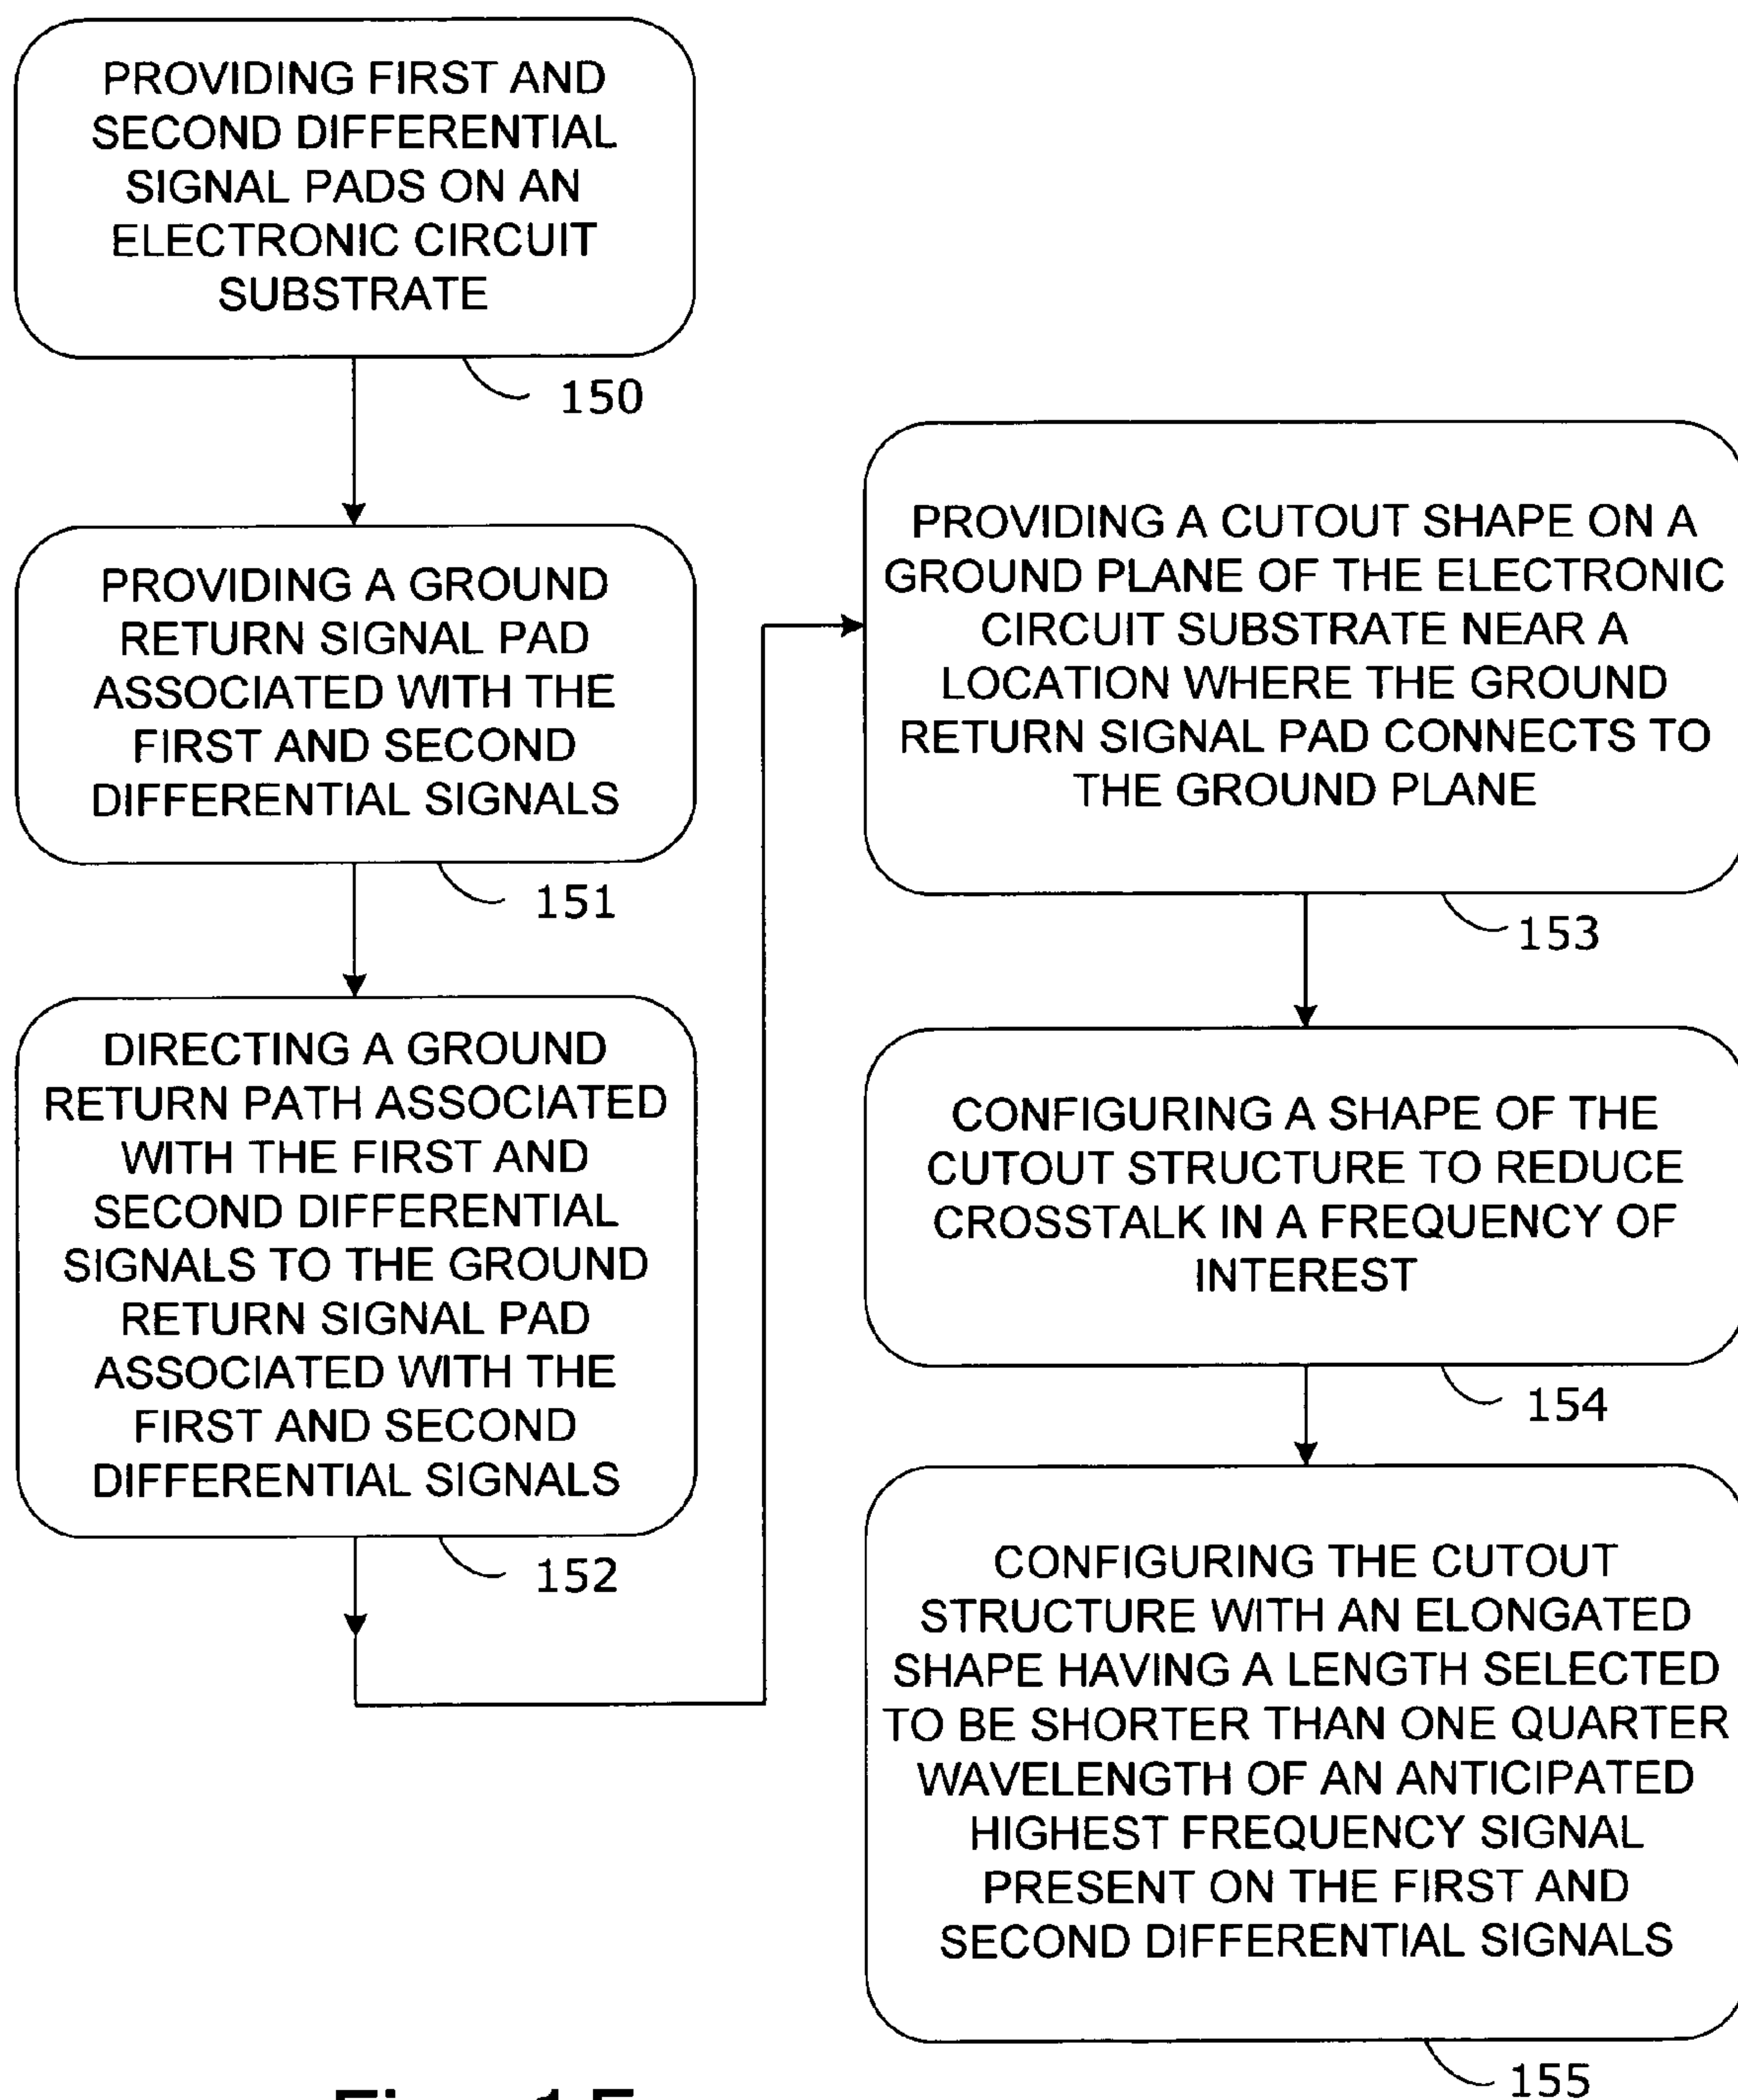 PROVIDING FIRST AND
SECOND DIFFERENTIAL
SIGNAL PADS ON AN
ELECTRONIC CIRCUIT
SUBSTRATE
150
PROVIDING A GROUND
RETURN SIGNAL PAD
ASSOCIATED WITH THE
FIRST AND SECOND
DIFFERENTIAL SIGNALS
151
DIRECTING A GROUND
RETURN PATH ASSOCIATED
WITH THE FIRST AND
SECOND DIFFERENTIAL
SIGNALS TO THE GROUND
RETURN SIGNAL PAD
ASSOCIATED WITH THE
FIRST AND SECOND
DIFFERENTIAL SIGNALS
152
PROVIDING A CUTOUT SHAPE ON A
GROUND PLANE OF THE ELECTRONIC
CIRCUIT SUBSTRATE NEAR A
LOCATION WHERE THE GROUND
RETURN SIGNAL PAD CONNECTS TO
THE GROUND PLANE
153
CONFIGURING A SHAPE OF THE
CUTOUT STRUCTURE TO REDUCE
CROSSTALK IN A FREQUENCY OF
INTEREST
154
CONFIGURING THE CUTOUT
STRUCTURE WITH AN ELONGATED
SHAPE HAVING A LENGTH SELECTED
TO BE SHORTER THAN ONE QUARTER
WAVELENGTH OF AN ANTICIPATED
HIGHEST FREQUENCY SIGNAL
PRESENT ON THE FIRST AND
SECOND DIFFERENTIAL SIGNALS
155